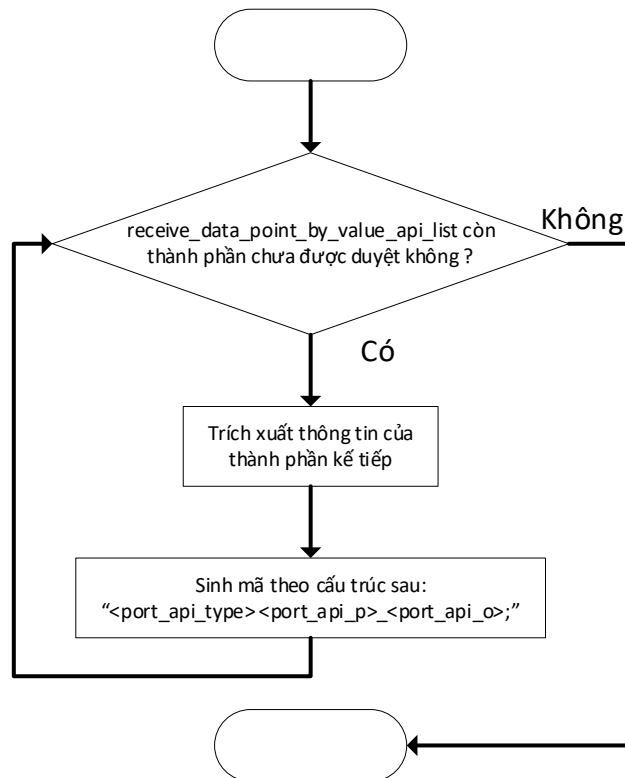 receive_data_point_by_value_api_list còn
thành phần chưa được duyệt không ?
Không
Có
Trích xuất thông tin của
thành phần kế tiếp
Sinh mã theo cấu trúc sau:
“<port_api_type><port_api_p>_<port_api_o>;”